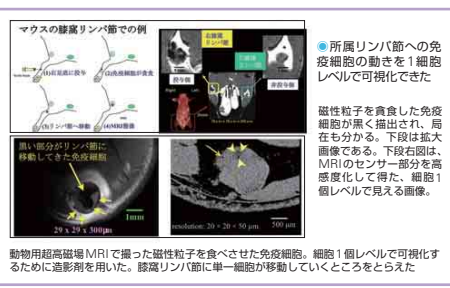 マウスの膝窩リンパ節での例
(1)右足底に投与
(2)免疫細胞が貪食
(3)リンパ節へ移動
(4)MRI撮像
右膝窩
リンパ節
左膝窩
リンパ節
投与側
非投与側
Right
Left
黒い部分がリンパ節に
移動してきた免疫細胞
1mm
29 x 29 x 300μm
resolution: 20 × 20 × 50 μm
500 μm
◉所属リンパ節への免
疫細胞の動きを1細胞
レベルで可視化できた
磁性粒子を貪食した免疫
細胞が黒く描出され、局
在も分かる。下段は拡大
画像である。下段右図は、
MRIのセンサー部分を高
感度化して得た、細胞1
個レベルで見える画像。
動物用超高磁場MRIで撮った磁性粒子を食べさせた免疫細胞。細胞1個レベルで可視化す
るために造影剤を用いた。膝窩リンパ節に単一細胞が移動していくところをとらえた